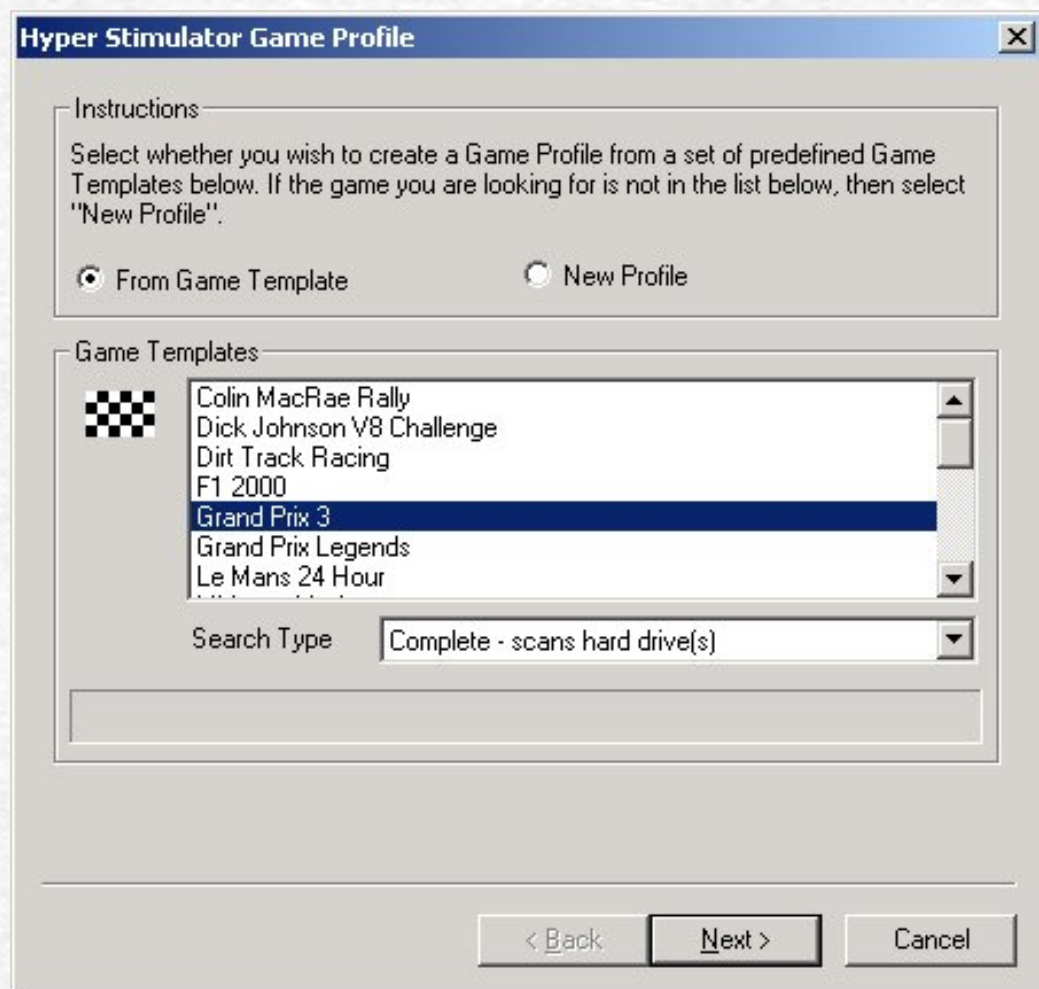 Hyper Stimulator Game Profile
Instructions
Select whether you wish to create a Game Profile from a set of predefined Game
Templates below. If the game you are looking for is not in the list below, then select
"New Profile".
From Game Template New Profile
Game Templates
Colin MacRae Rally
Dick Johnson V8 Challenge
Dirt Track Racing
F1 2000
Grand Prix 3
Grand Prix Legends
Le Mans 24 Hour
Search Type Complete - scans hard drive(s)
< Back Next > Cancel